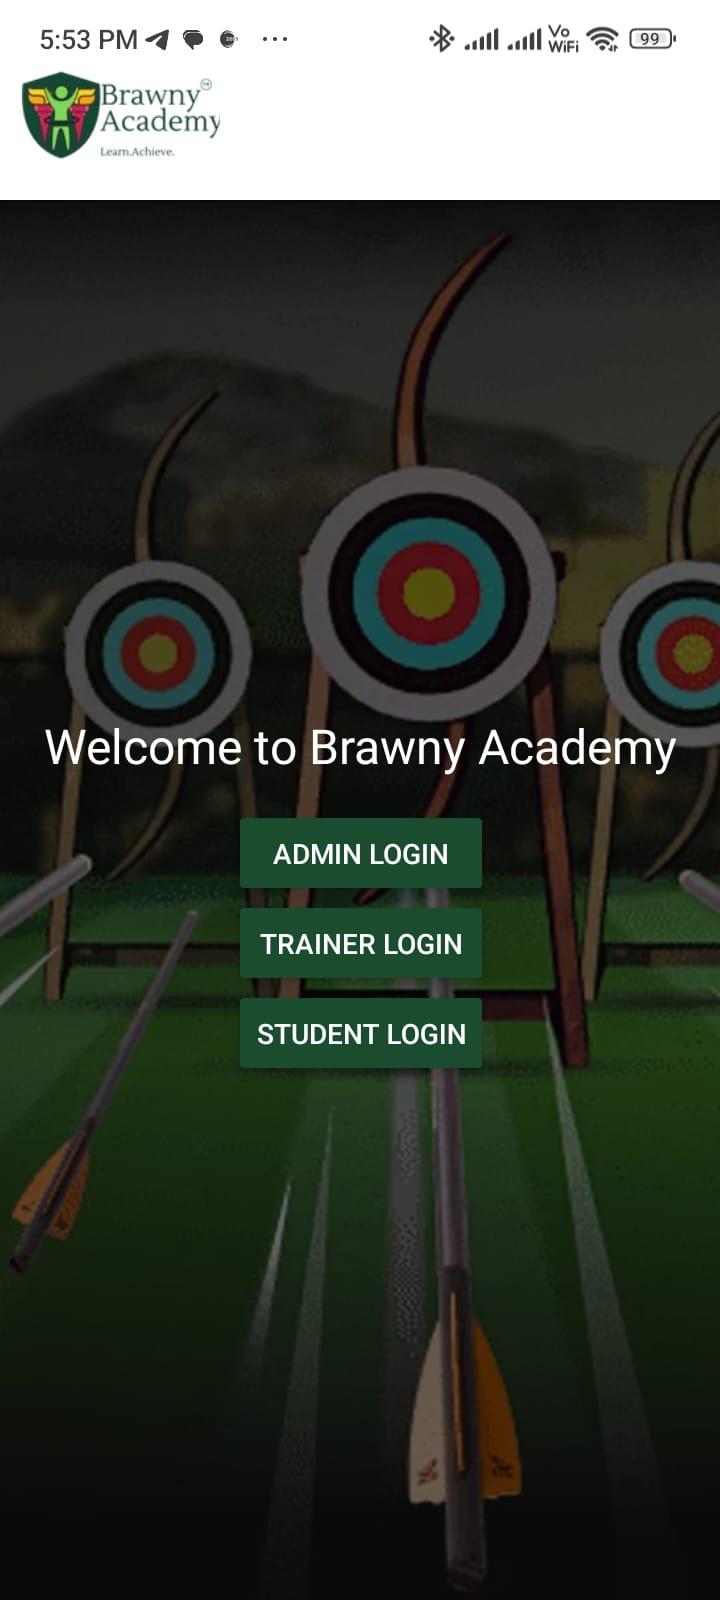 5:53 PM
Vo
WiFi
99
Brawny
Academy
Learn.Achieve.
Welcome to Brawny Academy
ADMIN LOGIN
TRAINER LOGIN
STUDENT LOGIN